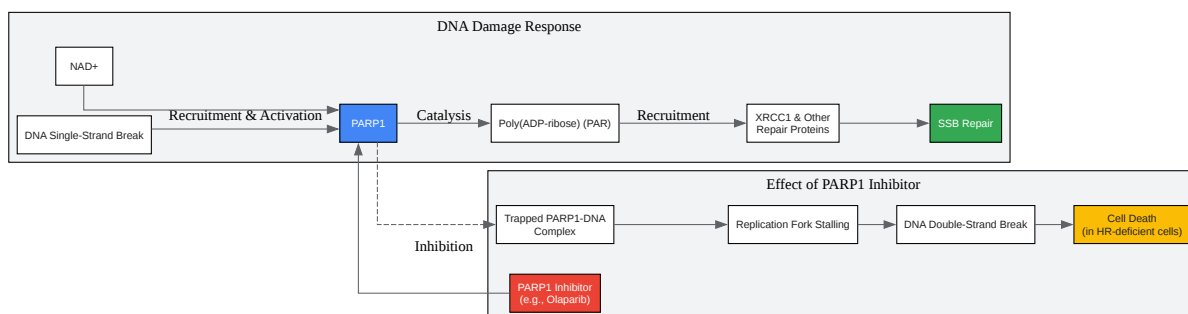 DNA Damage Response
NAD+
Recruitment & Activation
DNA Single-Strand Break
PARP1
Catalysis
Poly(ADP-ribose) (PAR)
Recruitment
XRCC1 & Other
Repair Proteins
SSB Repair
Effect of PARP1 Inhibitor
Inhibition
Trapped PARP1-DNA
Complex
Replication Fork Stalling
DNA Double-Strand Break
Cell Death
(in HR-deficient cells)
PARP1 Inhibitor
(e.g., Olaparib)